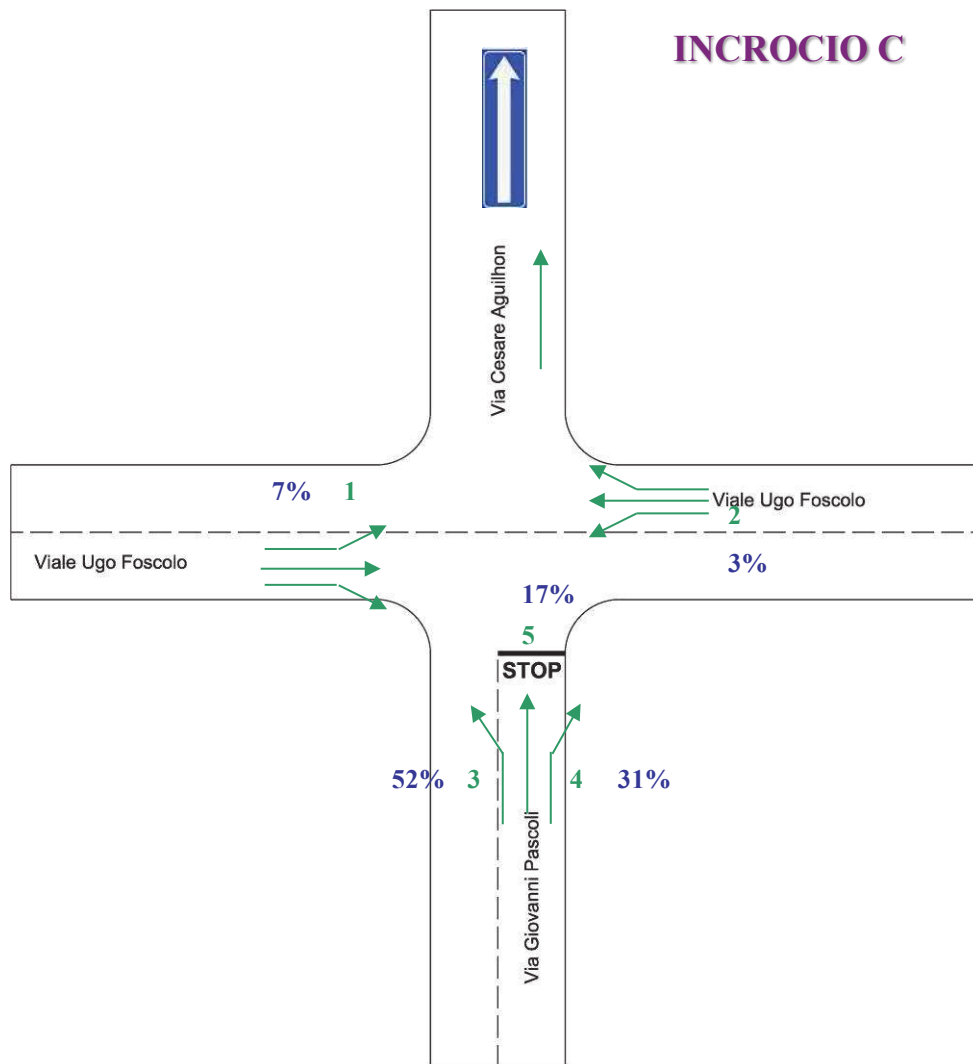 INCROCIO C
Via Cesare Aguilhon
7% 1
Viale Ugo Foscolo
2
Viale Ugo Foscolo
3%
17%
5
STOP
52% 3
4 31%
Via Giovanni Pascoli